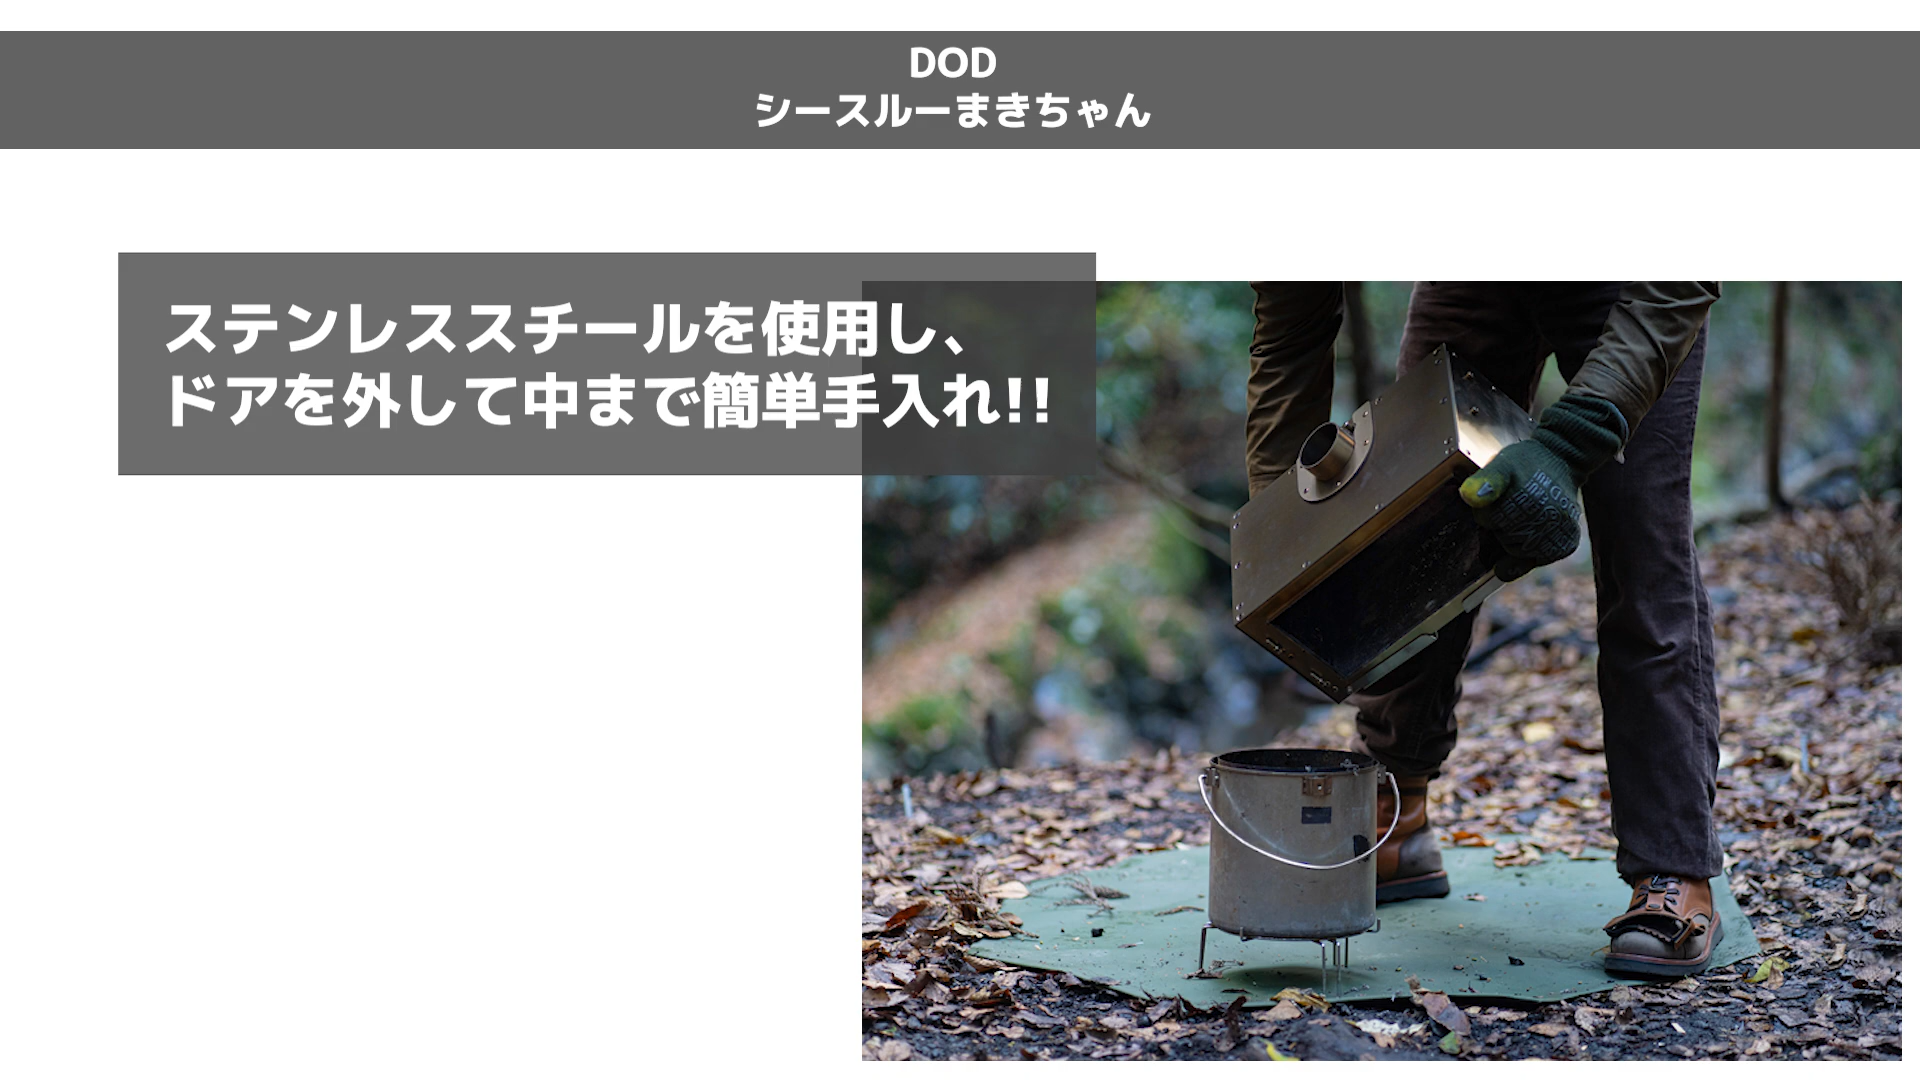 DOD
シースルーまきちゃん
ステンレススチールを使用し、
ドアを外して中まで簡単手入れ!!